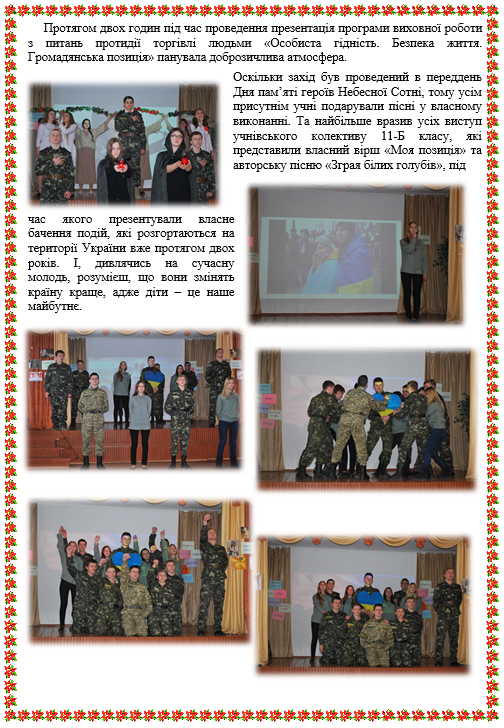 Протягом двох годин під час проведення презентація програми виховної роботи
з питань протидії торгівлі людьми «Особиста гідність. Безпека життя.
Громадянська позиція» панувала доброзичлива атмосфера.
Оскільки захід був проведений в переддень
Дня пам’яті героїв Небесної Сотні, тому усім
присутнім учні подарували пісні у власному
виконанні. Та найбільше вразив усіх виступ
учнівського колективу 11-Б класу, які
представили власний вірш «Моя позиція» та
авторську пісню «Зграя білих голубів», під
час якого презентували власне
бачення подій, які розгортаються на
території України вже протягом двох
років. І, дивлячись на сучасну
молодь, розумієш, що вони змінять
країну краще, адже діти – це наше
майбутнє.